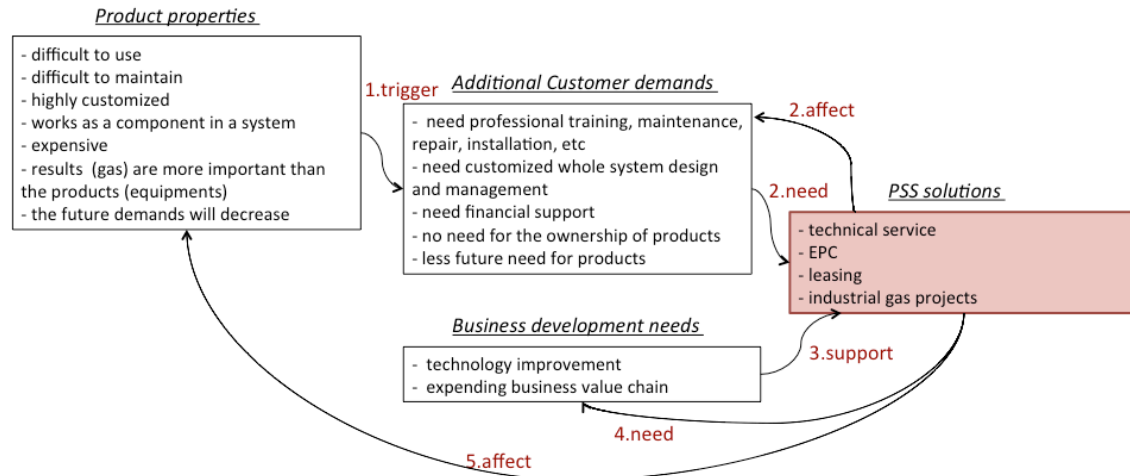 Product properties
- difficult to use
- difficult to maintain
- highly customized
- works as a component in a system
- expensive
- results  (gas) are more important than
the products (equipments)
- the future demands will decrease
1.trigger
Additional Customer demands
-  need professional training, maintenance,
repair, installation, etc
- need customized whole system design
and management
- need financial support
- no need for the ownership of products
- less future need for products
2.affect
2.need
PSS solutions
- technical service
- EPC
- leasing
- industrial gas projects
Business development needs
-  technology improvement
-  expending business value chain
3.support
4.need
5.affect